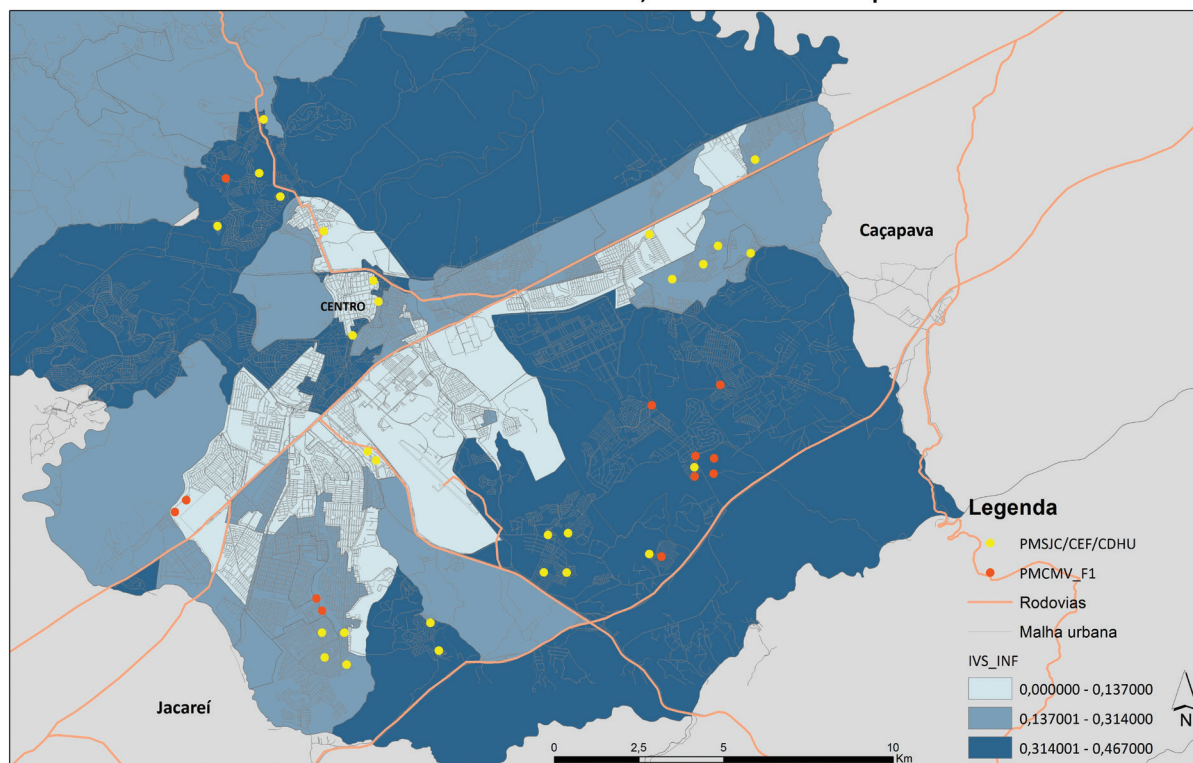 Caçapava
CENTRO
Legenda
PMSJC/CEF/CDHU
PMCMV_F1
Rodovias
Malha urbana
IVS_INF
0,000000 - 0,137000
0,137001 - 0,314000
0,314001 - 0,467000
Jacareí
N
0 2,5 5 10
Km